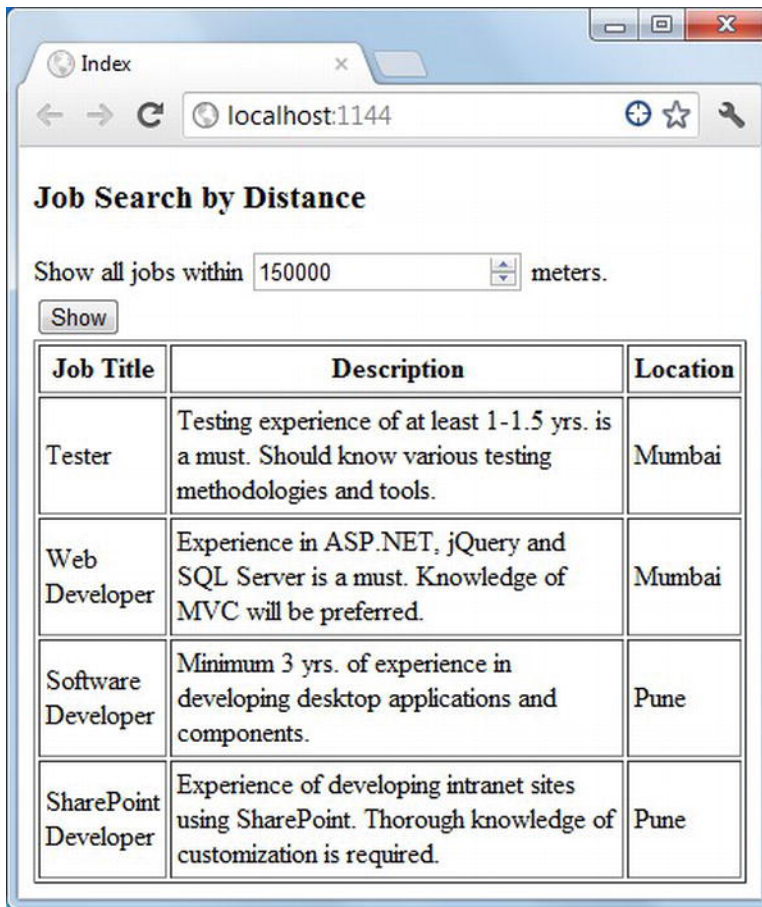 Index
localhost:1144
Job Search by Distance
Show all jobs within 150000 meters.
Show
Job Title Description Location
Tester
Testing experience of at least 1-1.5 yrs. is
a must. Should know various testing
methodologies and tools.
Mumbai
Web
Developer
Experience in ASP.NET, jQuery and
SQL Server is a must. Knowledge of
MVC will be preferred.
Mumbai
Software
Developer
Minimum 3 yrs. of experience in
developing desktop applications and
components.
Pune
SharePoint
Developer
Experience of developing intranet sites
using SharePoint. Thorough knowledge of
customization is required.
Pune